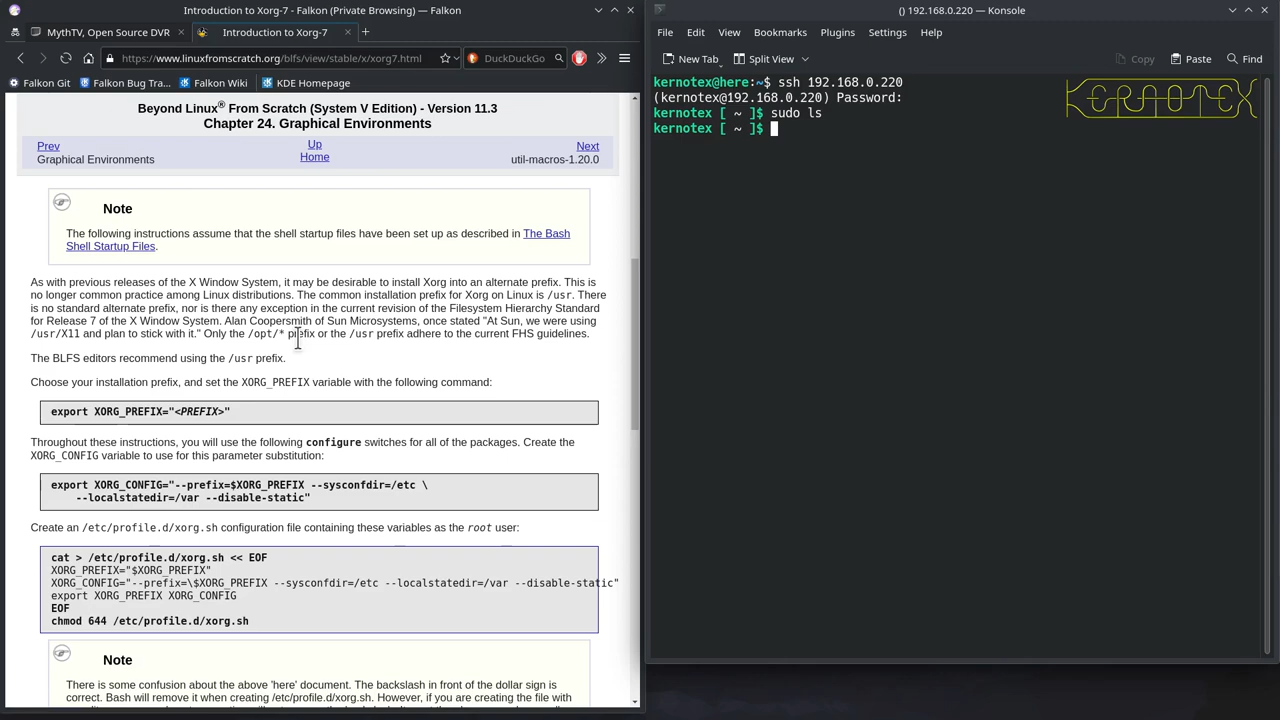 Introduction to Xorg-7 - Falkon (Private Browsing) — Falkon
MythTV, Open Source DVR
Introduction to Xorg-7
https://www.linuxfromscratch.org/blfs/view/stable/x/xorg7.html
DuckDuckGo
Falkon Git
Falkon Bug Tra...
Falkon Wiki
KDE Homepage
Beyond Linux® From Scratch (System V Edition) - Version 11.3
Chapter 24. Graphical Environments
Prev
Up
Next
Graphical Environments
Home
util-macros-1.20.0
Note
The following instructions assume that the shell startup files have been set up as described in The Bash
Shell Startup Files.
As with previous releases of the X Window System, it may be desirable to install Xorg into an alternate prefix. This is
no longer common practice among Linux distributions. The common installation prefix for Xorg on Linux is /usr. There
is no standard alternate prefix, nor is there any exception in the current revision of the Filesystem Hierarchy Standard
for Release 7 of the X Window System. Alan Coopersmith of Sun Microsystems, once stated "At Sun, we were using
/usr/X11 and plan to stick with it." Only the /opt/* prefix or the /usr prefix adhere to the current FHS guidelines.
The BLFS editors recommend using the /usr prefix.
Choose your installation prefix, and set the XORG_PREFIX variable with the following command:
export XORG_PREFIX="<PREFIX>"
Throughout these instructions, you will use the following configure switches for all of the packages. Create the
XORG_CONFIG variable to use for this parameter substitution:
export XORG_CONFIG="--prefix=$XORG_PREFIX --sysconfdir=/etc \
--localstatedir=/var --disable-static"
Create an /etc/profile.d/xorg.sh configuration file containing these variables as the root user:
cat > /etc/profile.d/xorg.sh << EOF
XORG_PREFIX="$XORG_PREFIX"
XORG_CONFIG="--prefix=\$XORG_PREFIX --sysconfdir=/etc --localstatedir=/var --disable-static"
export XORG_PREFIX XORG_CONFIG
EOF
chmod 644 /etc/profile.d/xorg.sh
Note
There is some confusion about the above 'here' document. The backslash in front of the dollar sign is
correct. Bash will remove it when creating /etc/profile.d/xorg.sh. However, if you are creating the file with
() 192.168.0.220 — Konsole
File
Edit
View
Bookmarks
Plugins
Settings
Help
New Tab
Split View
Copy
Paste
Find
kernotex@here:~$ ssh 192.168.0.220
(kernotex@192.168.0.220) Password:
kernotex [ ~ ]$ sudo ls
kernotex [ ~ ]$
KERNOTEX